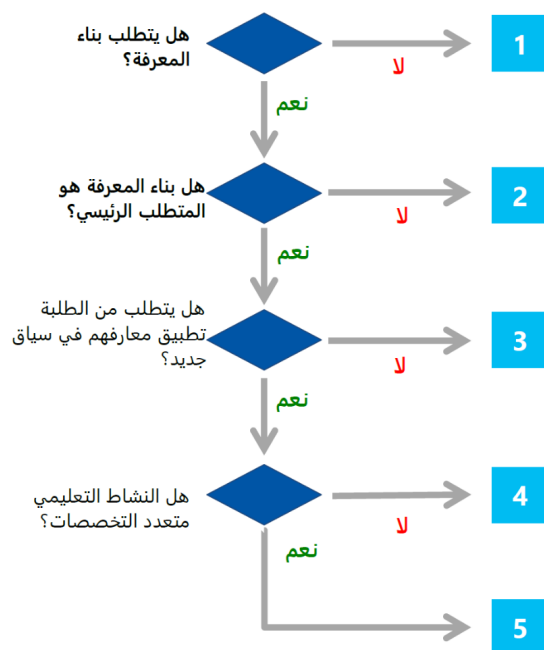 هل يتطلب بناء
المعرفة؟
لا
1
نعم
هل بناء المعرفة هو
المتطلب الرئيسي؟
لا
2
نعم
هل يتطلب من الطلبة
تطبيق معارفهم في سياق
جديد؟
لا
3
نعم
هل النشاط التعليمي
متعدد التخصصات؟
لا
4
نعم
5